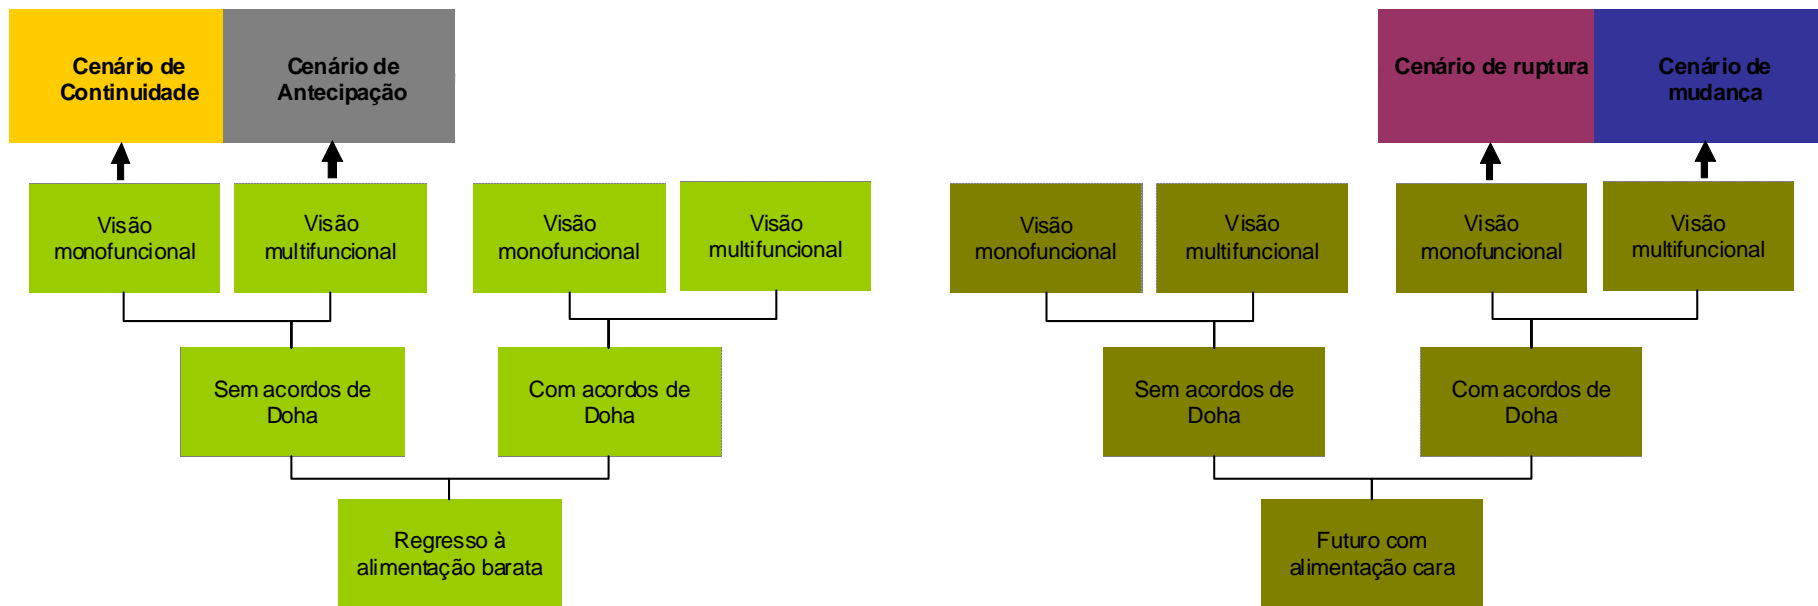 Cenário de
Continuidade
Cenário de
Antecipação
Cenário de ruptura
Cenário de
mudança
Visão
monofuncional
Visão
multifuncional
Visão
monofuncional
Visão
multifuncional
Visão
monofuncional
Visão
multifuncional
Visão
monofuncional
Visão
multifuncional
Sem acordos de
Doha
Com acordos de
Doha
Sem acordos de
Doha
Com acordos de
Doha
Regresso à
alimentação barata
Futuro com
alimentação cara